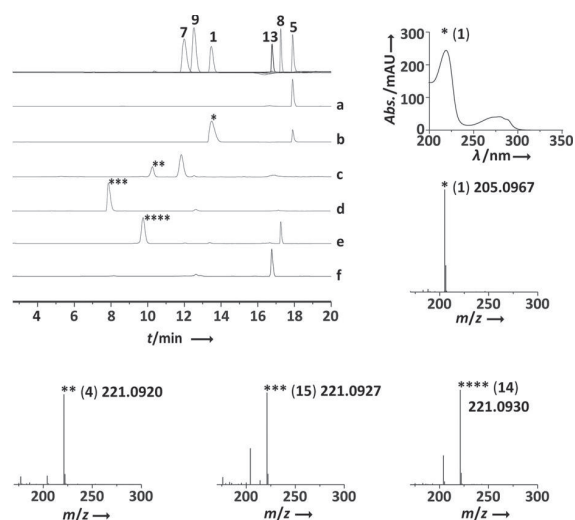 7 9 1 13 8 5
a
b
c
d
e
f
*
**
***
****
4 6 8 10 12 14 16 18 20
t/min →
* (1)
Abs./mAU →
300
200
100
0
200 250 300 350
λ/nm →
* (1) 205.0967
200 250 300
m/z →
** (4) 221.0920
200 250 300
m/z →
*** (15) 221.0927
200 250 300
m/z →
**** (14)
221.0930
200 250 300
m/z →